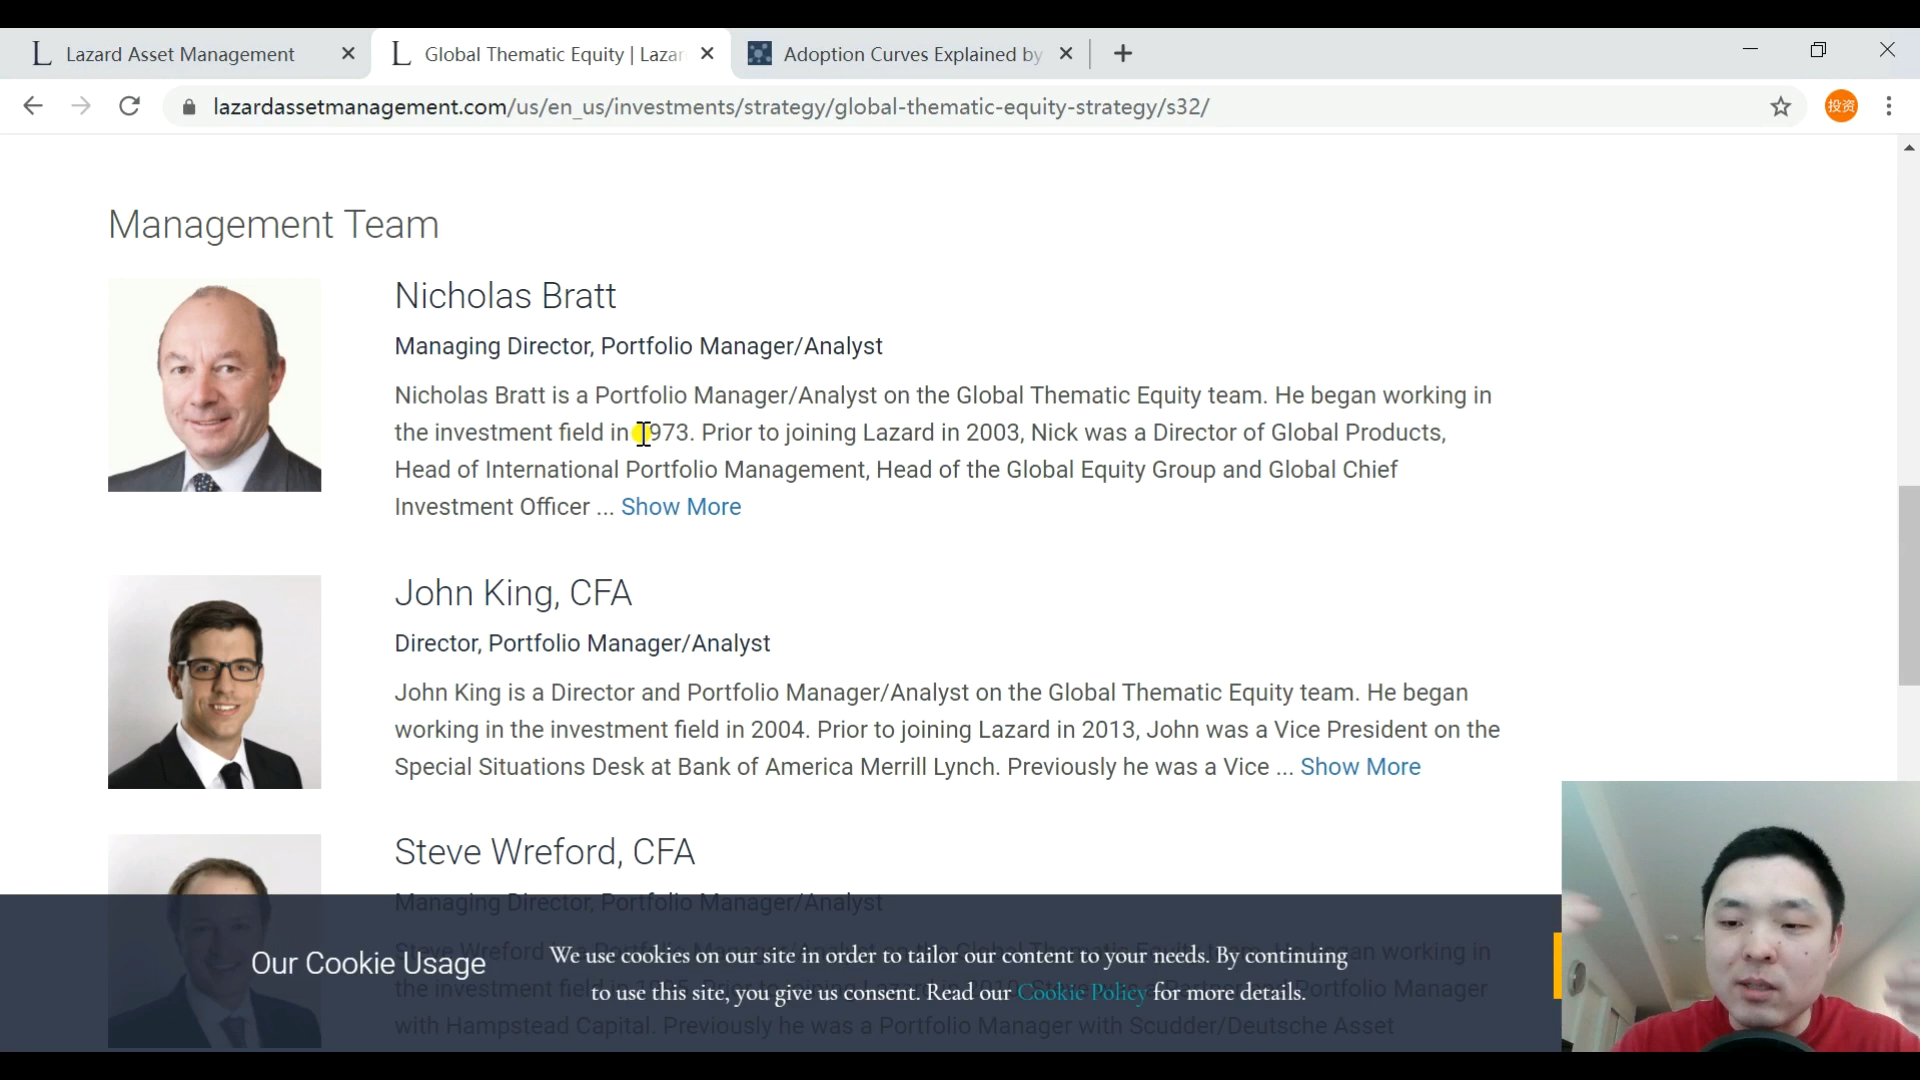 Lazard Asset Management
Global Thematic Equity | Lazar
Adoption Curves Explained by
lazardassetmanagement.com/us/en_us/investments/strategy/global-thematic-equity-strategy/s32/
投资
Management Team
Nicholas Bratt
Managing Director, Portfolio Manager/Analyst
Nicholas Bratt is a Portfolio Manager/Analyst on the Global Thematic Equity team. He began working in
the investment field in 1973. Prior to joining Lazard in 2003, Nick was a Director of Global Products,
Head of International Portfolio Management, Head of the Global Equity Group and Global Chief
Investment Officer ... Show More
John King, CFA
Director, Portfolio Manager/Analyst
John King is a Director and Portfolio Manager/Analyst on the Global Thematic Equity team. He began
working in the investment field in 2004. Prior to joining Lazard in 2013, John was a Vice President on the
Special Situations Desk at Bank of America Merrill Lynch. Previously he was a Vice ... Show More
Steve Wreford, CFA
Managing Director, Portfolio Manager/Analyst
Our Cookie Usage
We use cookies on our site in order to tailor our content to your needs. By continuing
to use this site, you give us consent. Read our Cookie Policy for more details.
with Hampstead Capital. Previously he was a Portfolio Manager with Scudder/Deutsche Asset